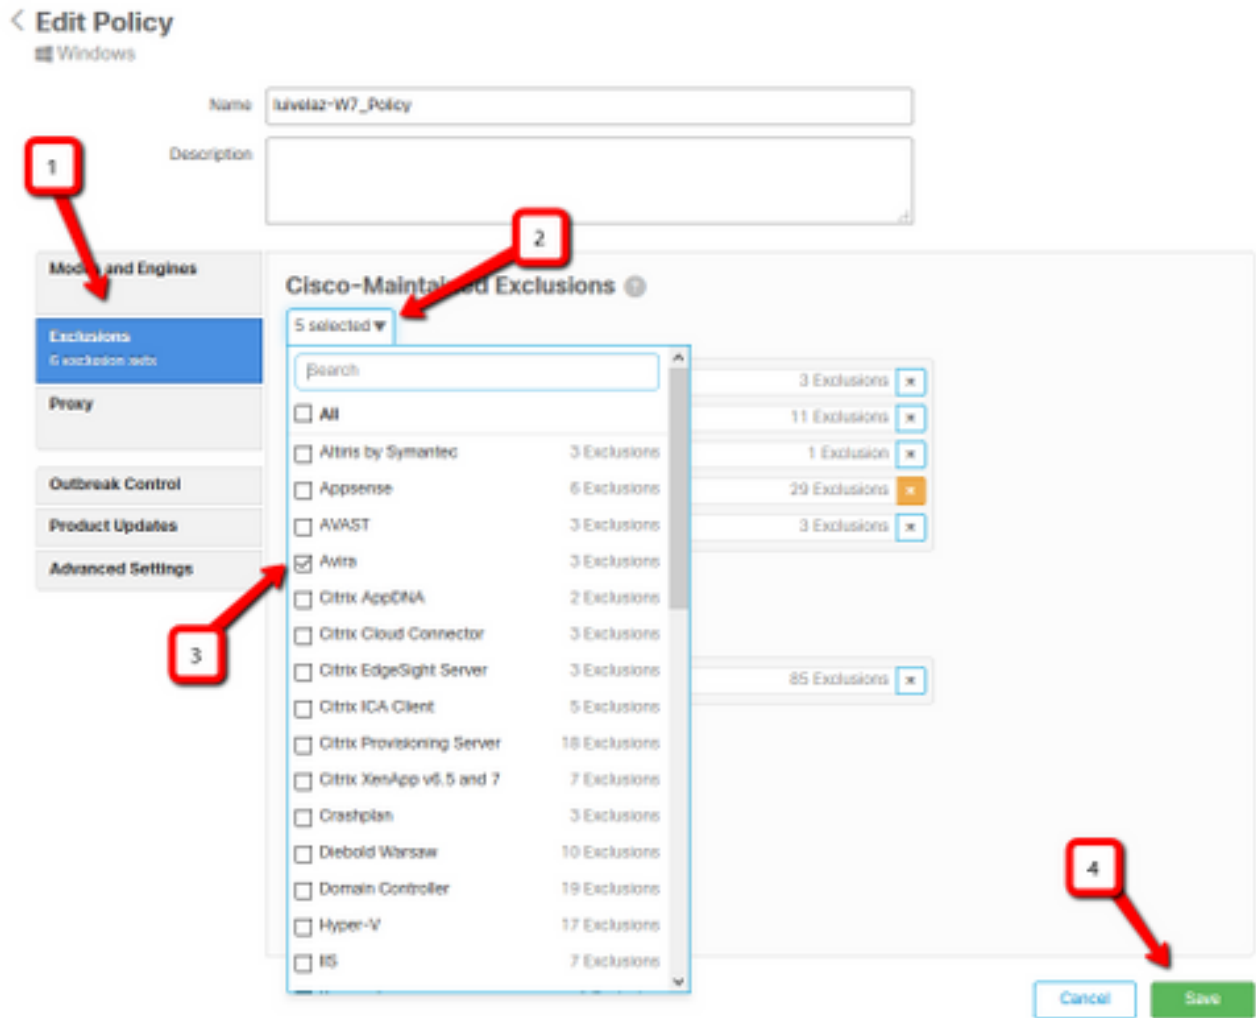 Edit Policy
Windows
Name
luivelaz-W7_Policy
Description
1
2
Modes and Engines
Exclusions
6 exclusion sets
Proxy
Outbreak Control
Product Updates
Advanced Settings
Cisco-Maintained Exclusions ?
5 selected ▼
Search
All
Altiris by Symantec 3 Exclusions
Appsense 6 Exclusions
AVAST 3 Exclusions
Avira 3 Exclusions
Citrix AppDNA 2 Exclusions
Citrix Cloud Connector 3 Exclusions
Citrix EdgeSight Server 3 Exclusions
Citrix ICA Client 5 Exclusions
Citrix Provisioning Server 18 Exclusions
Citrix XenApp v6.5 and 7 7 Exclusions
Crashplan 3 Exclusions
Diebold Warsaw 10 Exclusions
Domain Controller 19 Exclusions
Hyper-V 17 Exclusions
IIS 7 Exclusions
3 Exclusions ×
11 Exclusions ×
1 Exclusion ×
29 Exclusions ×
3 Exclusions ×
85 Exclusions ×
3
4
Cancel
Save